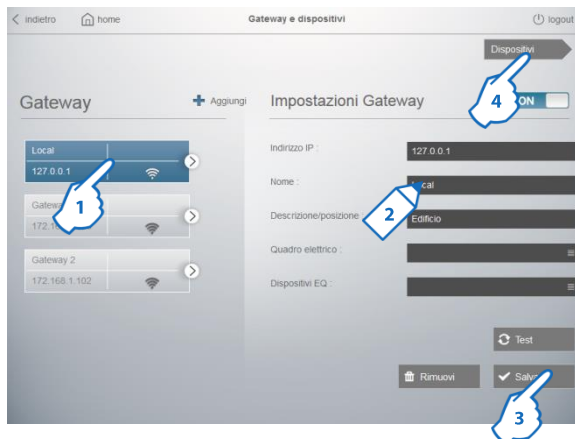 indietro home Gateway e dispositivi logout
Dispositivi
4
Gateway Aggiungi Impostazioni Gateway ON
Local
127.0.0.1
1
Gateway 2
172.168.1.102
Indirizzo IP : 127.0.0.1
Nome :
2
Descrizione/posizione Edificio
Quadro elettrico :
Dispositivi EQ :
Test
Rimuovi
3